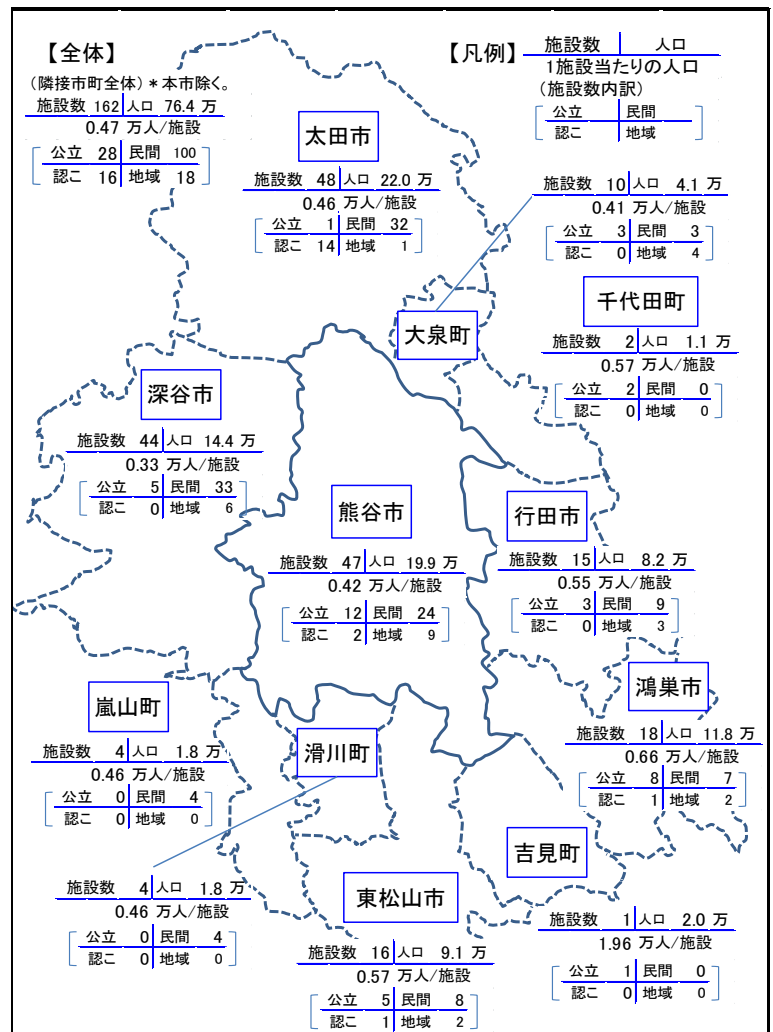 【全体】
(隣接市町全体)＊本市除く。
施設数 162 人口 76.4 万
0.47 万人/施設
公立 28 民間 100
認こ 16 地域 18
【凡例】
施設数 人口
1施設当たりの人口
(施設数内訳)
公立 民間
認こ 地域
太田市
施設数 48 人口 22.0 万
0.46 万人/施設
公立 1 民間 32
認こ 14 地域 1
施設数 10 人口 4.1 万
0.41 万人/施設
公立 3 民間 3
認こ 0 地域 4
大泉町
千代田町
施設数 2 人口 1.1 万
0.57 万人/施設
公立 2 民間 0
認こ 0 地域 0
深谷市
施設数 44 人口 14.4 万
0.33 万人/施設
公立 5 民間 33
認こ 0 地域 6
熊谷市
施設数 47 人口 19.9 万
0.42 万人/施設
公立 12 民間 24
認こ 2 地域 9
行田市
施設数 15 人口 8.2 万
0.55 万人/施設
公立 3 民間 9
認こ 0 地域 3
鴻巣市
施設数 18 人口 11.8 万
0.66 万人/施設
公立 8 民間 7
認こ 1 地域 2
嵐山町
施設数 4 人口 1.8 万
0.46 万人/施設
公立 0 民間 4
認こ 0 地域 0
滑川町
施設数 4 人口 1.8 万
0.46 万人/施設
公立 0 民間 4
認こ 0 地域 0
東松山市
施設数 16 人口 9.1 万
0.57 万人/施設
公立 5 民間 8
認こ 1 地域 2
吉見町
施設数 1 人口 2.0 万
1.96 万人/施設
公立 1 民間 0
認こ 0 地域 0